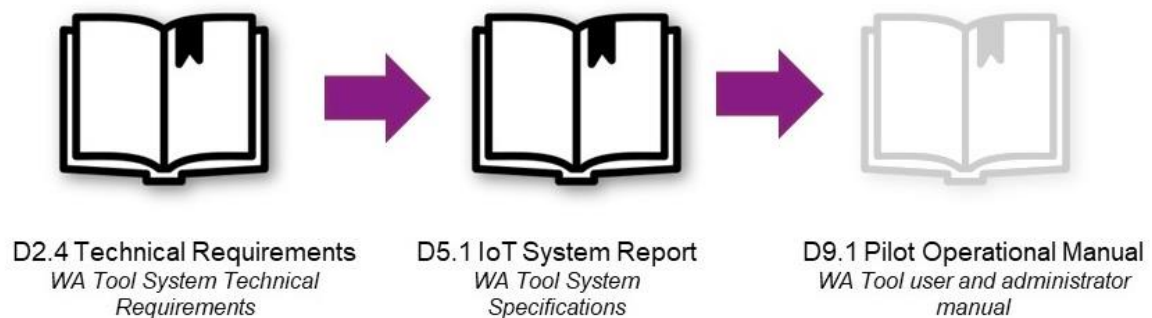 D2.4 Technical Requirements
WA Tool System Technical
Requirements
D5.1 IoT System Report
WA Tool System
Specifications
D9.1 Pilot Operational Manual
WA Tool user and administrator
manual